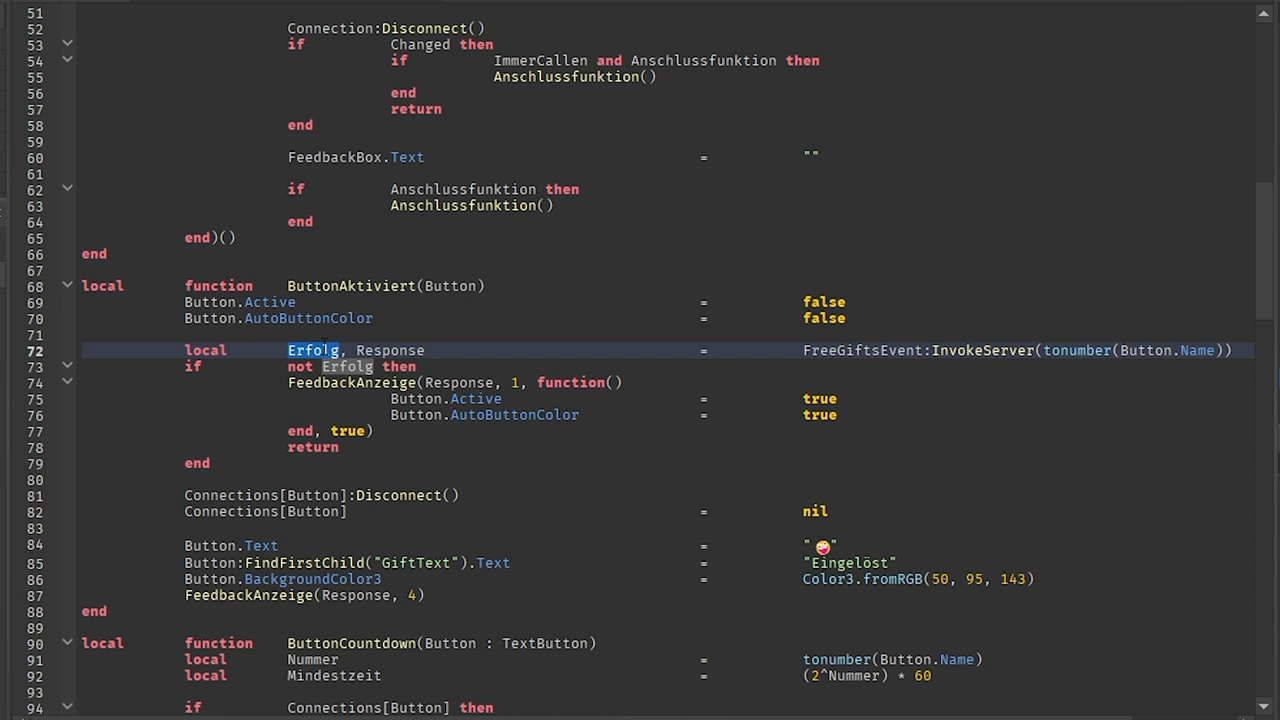 51
52 Connection:Disconnect()
53 if Changed then
54 if ImmerCallen and Anschlussfunktion then
55 Anschlussfunktion()
56 end
57 return
58 end
59
60 FeedbackBox.Text = ""
61
62 if Anschlussfunktion then
63 Anschlussfunktion()
64 end
65 end)()
66 end
67
68 local function ButtonAktiviert(Button)
69 Button.Active = false
70 Button.AutoButtonColor = false
71
72 local Erfolg, Response = FreeGiftsEvent:InvokeServer(tonumber(Button.Name))
73 if not Erfolg then
74 FeedbackAnzeige(Response, 1, function()
75 Button.Active = true
76 Button.AutoButtonColor = true
77 end, true)
78 return
79 end
80
81 Connections[Button]:Disconnect()
82 Connections[Button] = nil
83
84 Button.Text = "🤪"
85 Button:FindFirstChild("GiftText").Text = "Eingelöst"
86 Button.BackgroundColor3 = Color3.fromRGB(50, 95, 143)
87 FeedbackAnzeige(Response, 4)
88 end
89
90 local function ButtonCountdown(Button : TextButton)
91 local Nummer = tonumber(Button.Name)
92 local Mindestzeit = (2^Nummer) * 60
93
94 if Connections[Button] then